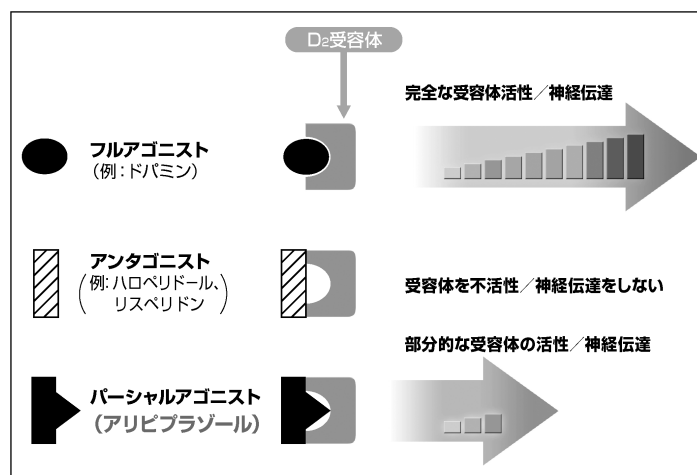 D₂受容体
完全な受容体活性／神経伝達
フルアゴニスト
（例：ドパミン）
アンタゴニスト
（例：ハロペリドール、
リスペリドン）
受容体を不活性／神経伝達をしない
部分的な受容体の活性／神経伝達
パーシャルアゴニスト
（アリピプラゾール）